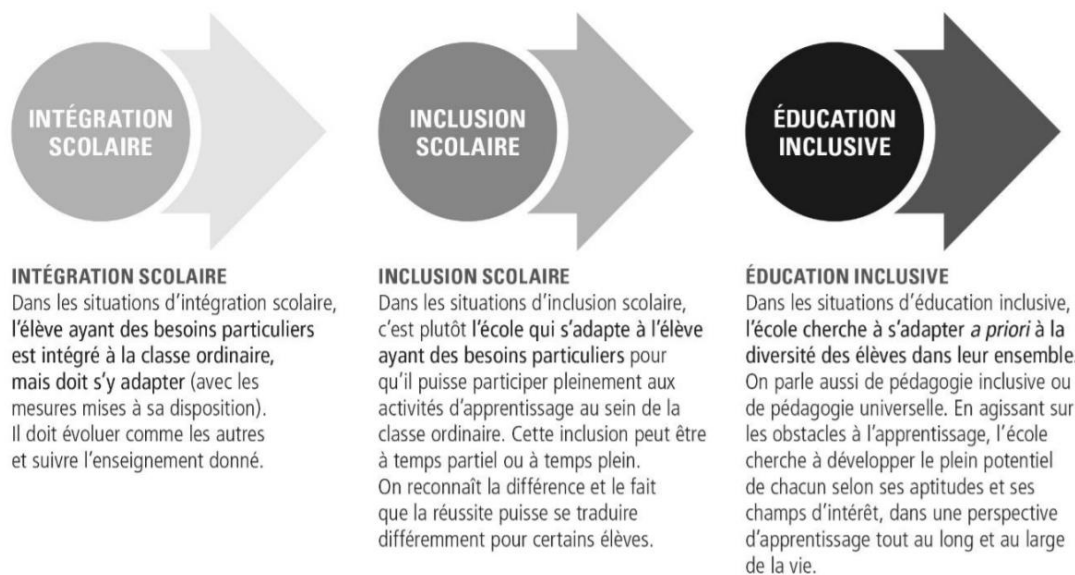 INTÉGRATION
SCOLAIRE
INCLUSION
SCOLAIRE
ÉDUCATION
INCLUSIVE
INTÉGRATION SCOLAIRE
Dans les situations d'intégration scolaire,
l'élève ayant des besoins particuliers
est intégré à la classe ordinaire,
mais doit s'y adapter (avec les
mesures mises à sa disposition).
Il doit évoluer comme les autres
et suivre l'enseignement donné.
INCLUSION SCOLAIRE
Dans les situations d'inclusion scolaire,
c'est plutôt l'école qui s'adapte à l'élève
ayant des besoins particuliers pour
qu'il puisse participer pleinement aux
activités d'apprentissage au sein de la
classe ordinaire. Cette inclusion peut être
à temps partiel ou à temps plein.
On reconnaît la différence et le fait
que la réussite puisse se traduire
différemment pour certains élèves.
ÉDUCATION INCLUSIVE
Dans les situations d'éducation inclusive,
l'école cherche à s'adapter a priori à la
diversité des élèves dans leur ensemble.
On parle aussi de pédagogie inclusive ou
de pédagogie universelle. En agissant sur
les obstacles à l'apprentissage, l'école
cherche à développer le plein potentiel
de chacun selon ses aptitudes et ses
champs d'intérêt, dans une perspective
d'apprentissage tout au long et au large
de la vie.